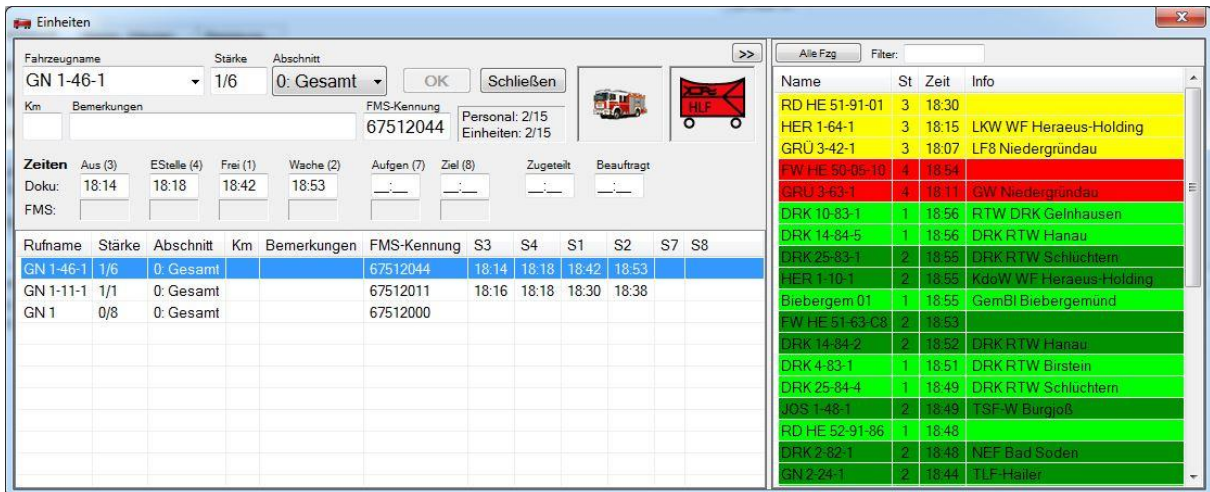 Einheiten
Fahrzeugname Stärke Abschnitt >>
GN 1-46-1 1/6 0: Gesamt OK Schließen
Km Bemerkungen FMS-Kennung
67512044 Personal: 2/15
Einheiten: 2/15
HLF
Zeiten Aus (3) EStelle (4) Frei (1) Wache (2) Aufgen (7) Ziel (8) Zugeteilt Beauftragt
Doku: 18:14 18:18 18:42 18:53 __:__ __:__ __:__ __:__
FMS:
Rufname Stärke Abschnitt Km Bemerkungen FMS-Kennung S3 S4 S1 S2 S7 S8
GN 1-46-1 1/6 0: Gesamt 67512044 18:14 18:18 18:42 18:53
GN 1-11-1 1/1 0: Gesamt 67512011 18:16 18:18 18:30 18:38
GN 1 0/8 0: Gesamt 67512000
Alle Fzg Filter:
Name St Zeit Info
RD HE 51-91-01 3 18:30
HER 1-64-1 3 18:15 LKW WF Heraeus-Holding
GRÜ 3-42-1 3 18:07 LF8 Niedergründau
FW HE 50-05-10 4 18:54
GRÜ 3-63-1 4 18:11 GW Niedergründau
DRK 10-83-1 1 18:56 RTW DRK Gelnhausen
DRK 14-84-5 1 18:56 DRK RTW Hanau
DRK 25-83-1 2 18:55 DRK RTW Schlüchtern
HER 1-10-1 2 18:55 KdoW WF Heraeus-Holding
Biebergem 01 1 18:55 GemBI Biebergemünd
FW HE 51-63-C8 2 18:53
DRK 14-84-2 2 18:52 DRK RTW Hanau
DRK 4-83-1 1 18:51 DRK RTW Birstein
DRK 25-84-4 1 18:49 DRK RTW Schlüchtern
JOS 1-48-1 2 18:49 TSF-W Burgjoß
RD HE 52-91-86 1 18:48
DRK 2-82-1 2 18:48 NEF Bad Soden
GN 2-24-1 2 18:44 TLF-Hailer